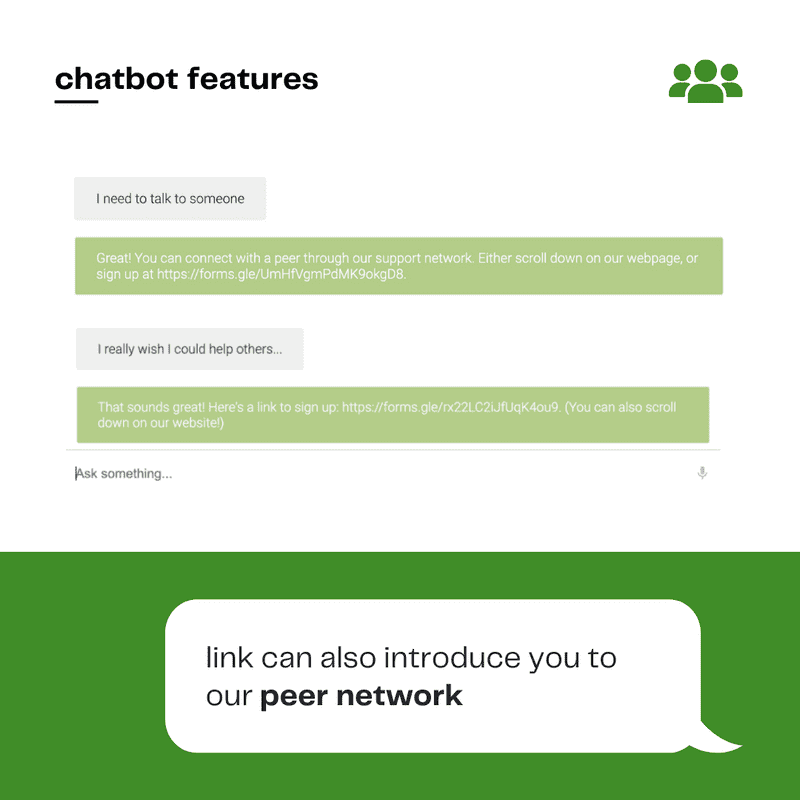 chatbot features
I need to talk to someone
Great! You can connect with a peer through our support network. Either scroll down on our webpage, or
sign up at https://forms.gle/UmHfVgmPdMK9okgD8.
I really wish I could help others...
That sounds great! Here's a link to sign up: https://forms.gle/rx22LC2iJfUqK4ou9. (You can also scroll
down on our website!)
Ask something...
link can also introduce you to
our peer network